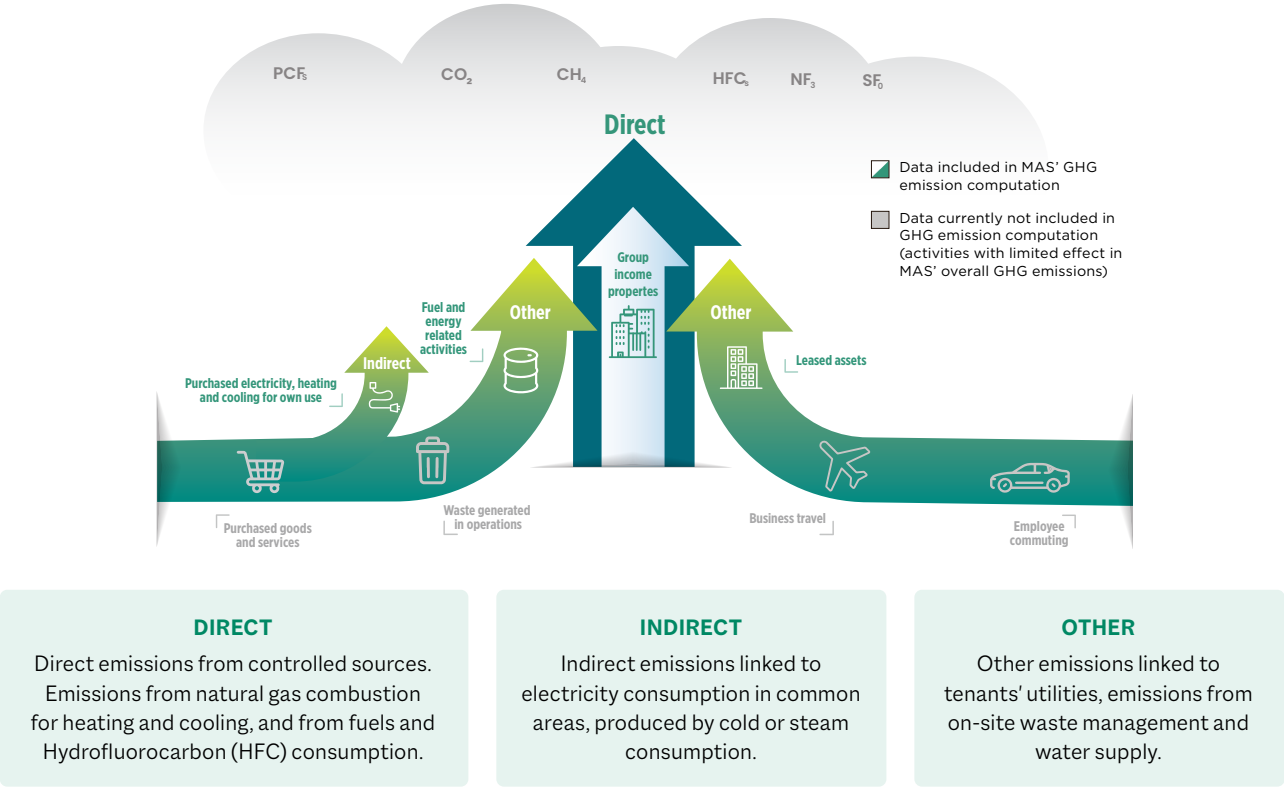 PCFs
CO₂
CH₄
HFCs
NF₃
SF₀
Direct
Data included in MAS' GHG
emission computation
Data currently not included in
GHG emission computation
(activities with limited effect in
MAS' overall GHG emissions)
Group
income
propertes
Fuel and
energy
related
activities
Other
Other
Indirect
Leased assets
Purchased electricity, heating
and cooling for own use
Purchased goods
and services
Waste generated
in operations
Business travel
Employee
commuting
DIRECT
Direct emissions from controlled sources.
Emissions from natural gas combustion
for heating and cooling, and from fuels and
Hydrofluorocarbon (HFC) consumption.
INDIRECT
Indirect emissions linked to
electricity consumption in common
areas, produced by cold or steam
consumption.
OTHER
Other emissions linked to
tenants' utilities, emissions from
on-site waste management and
water supply.